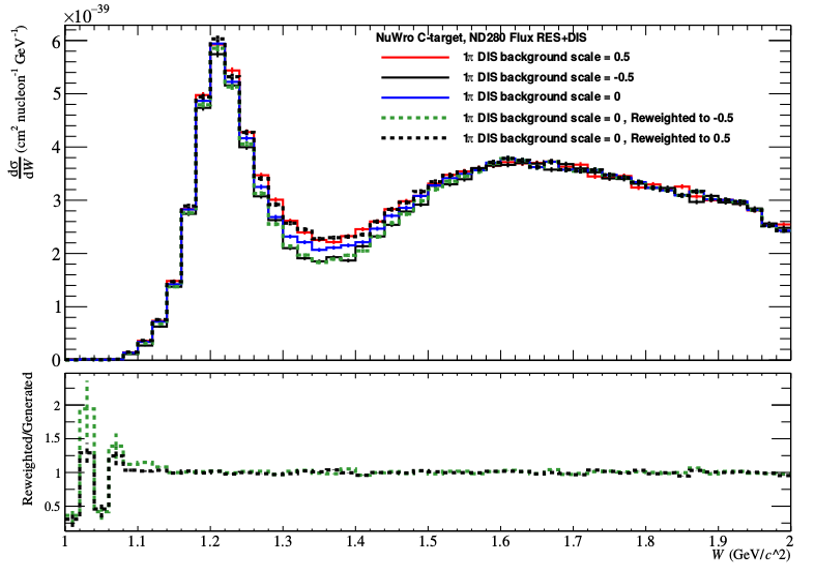 ×10⁻³⁹
NuWro C-target, ND280 Flux RES+DIS
1π DIS background scale = 0.5
1π DIS background scale = -0.5
1π DIS background scale = 0
1π DIS background scale = 0 , Reweighted to -0.5
1π DIS background scale = 0 , Reweighted to 0.5
dσ/dW (cm² nucleon⁻¹ GeV⁻¹)
6
5
4
3
2
1
0
Reweighted/Generated
2
1.5
1
0.5
1 1.1 1.2 1.3 1.4 1.5 1.6 1.7 1.8 1.9 2
W (GeV/c^2)